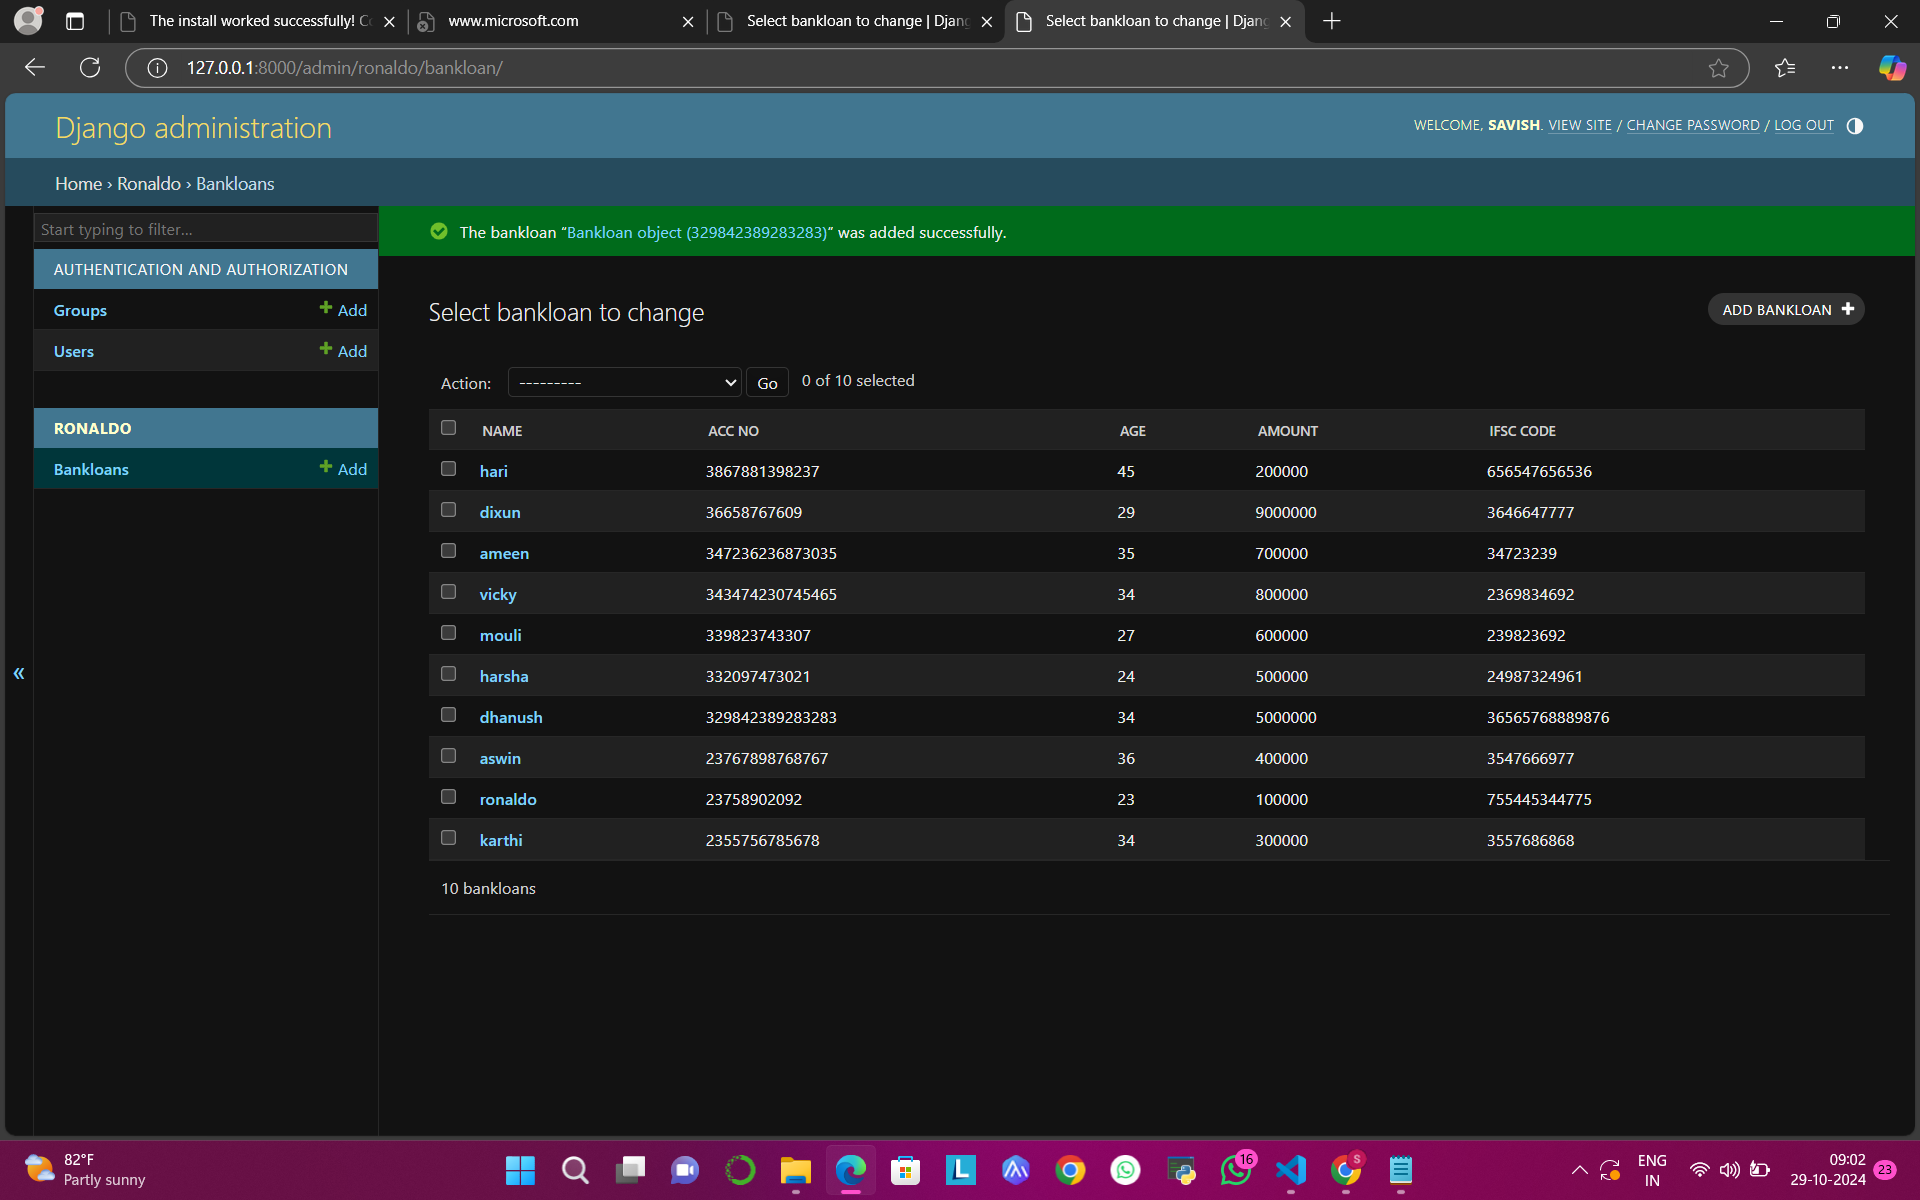 The install worked successfully! C
www.microsoft.com
Select bankloan to change | Djan
Select bankloan to change | Djan
127.0.0.1:8000/admin/ronaldo/bankloan/
Django administration
WELCOME, SAVISH. VIEW SITE / CHANGE PASSWORD / LOG OUT
Home › Ronaldo › Bankloans
Start typing to filter...
AUTHENTICATION AND AUTHORIZATION
Groups + Add
Users + Add
RONALDO
Bankloans + Add
«
The bankloan “Bankloan object (329842389283283)” was added successfully.
Select bankloan to change
ADD BANKLOAN +
Action: --------- Go 0 of 10 selected
NAME ACC NO AGE AMOUNT IFSC CODE
hari 3867881398237 45 200000 656547656536
dixun 36658767609 29 9000000 3646647777
ameen 347236236873035 35 700000 34723239
vicky 343474230745465 34 800000 2369834692
mouli 339823743307 27 600000 239823692
harsha 332097473021 24 500000 24987324961
dhanush 329842389283283 34 5000000 36565768889876
aswin 23767898768767 36 400000 3547666977
ronaldo 23758902092 23 100000 755445344775
karthi 2355756785678 34 300000 3557686868
10 bankloans
82°F
Partly sunny
L
16
S
ENG
IN
09:02
29-10-2024
23